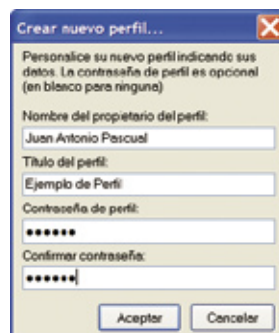 Crear nuevo perfil...
Personalice su nuevo perfil indicando sus
datos. La contraseña de perfil es opcional
(en blanco para ninguna)
Nombre del propietario del perfil:
Juan Antonio Pascual
Título del perfil:
Ejemplo de Perfil
Contraseña de perfil:
••••••
Confirmar contraseña:
••••••
Aceptar Cancelar